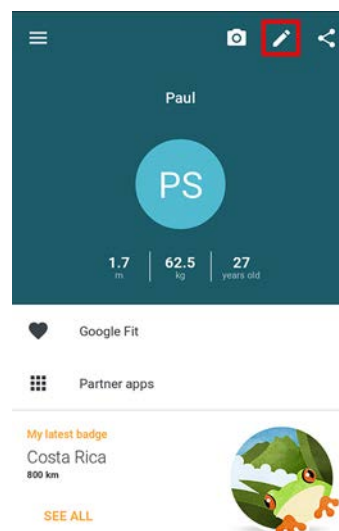 Paul
PS
1.7 62.5 27
m kg years old
Google Fit
Partner apps
My latest badge
Costa Rica
800 km
SEE ALL